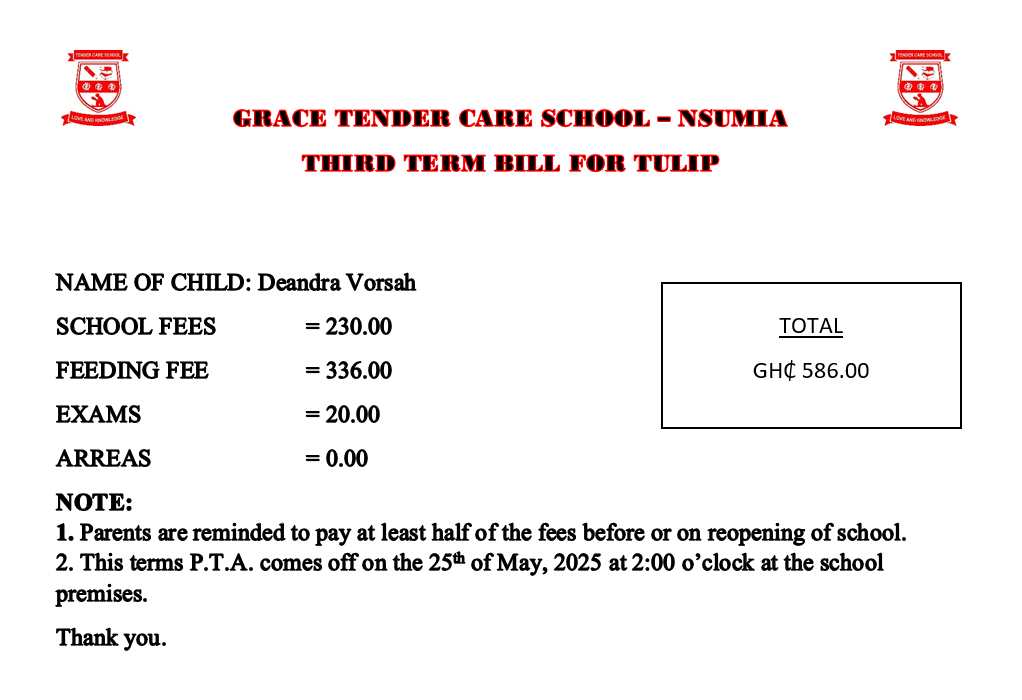 TENDER CARE SCHOOL
LOVE AND KNOWLEDGE
TENDER CARE SCHOOL
LOVE AND KNOWLEDGE
GRACE TENDER CARE SCHOOL – NSUMIA
THIRD TERM BILL FOR TULIP
NAME OF CHILD: Deandra Vorsah
SCHOOL FEES = 230.00
FEEDING FEE = 336.00
EXAMS = 20.00
ARREAS = 0.00
TOTAL
GH₵ 586.00
NOTE:
1. Parents are reminded to pay at least half of the fees before or on reopening of school.
2. This terms P.T.A. comes off on the 25th of May, 2025 at 2:00 o’clock at the school
premises.
Thank you.